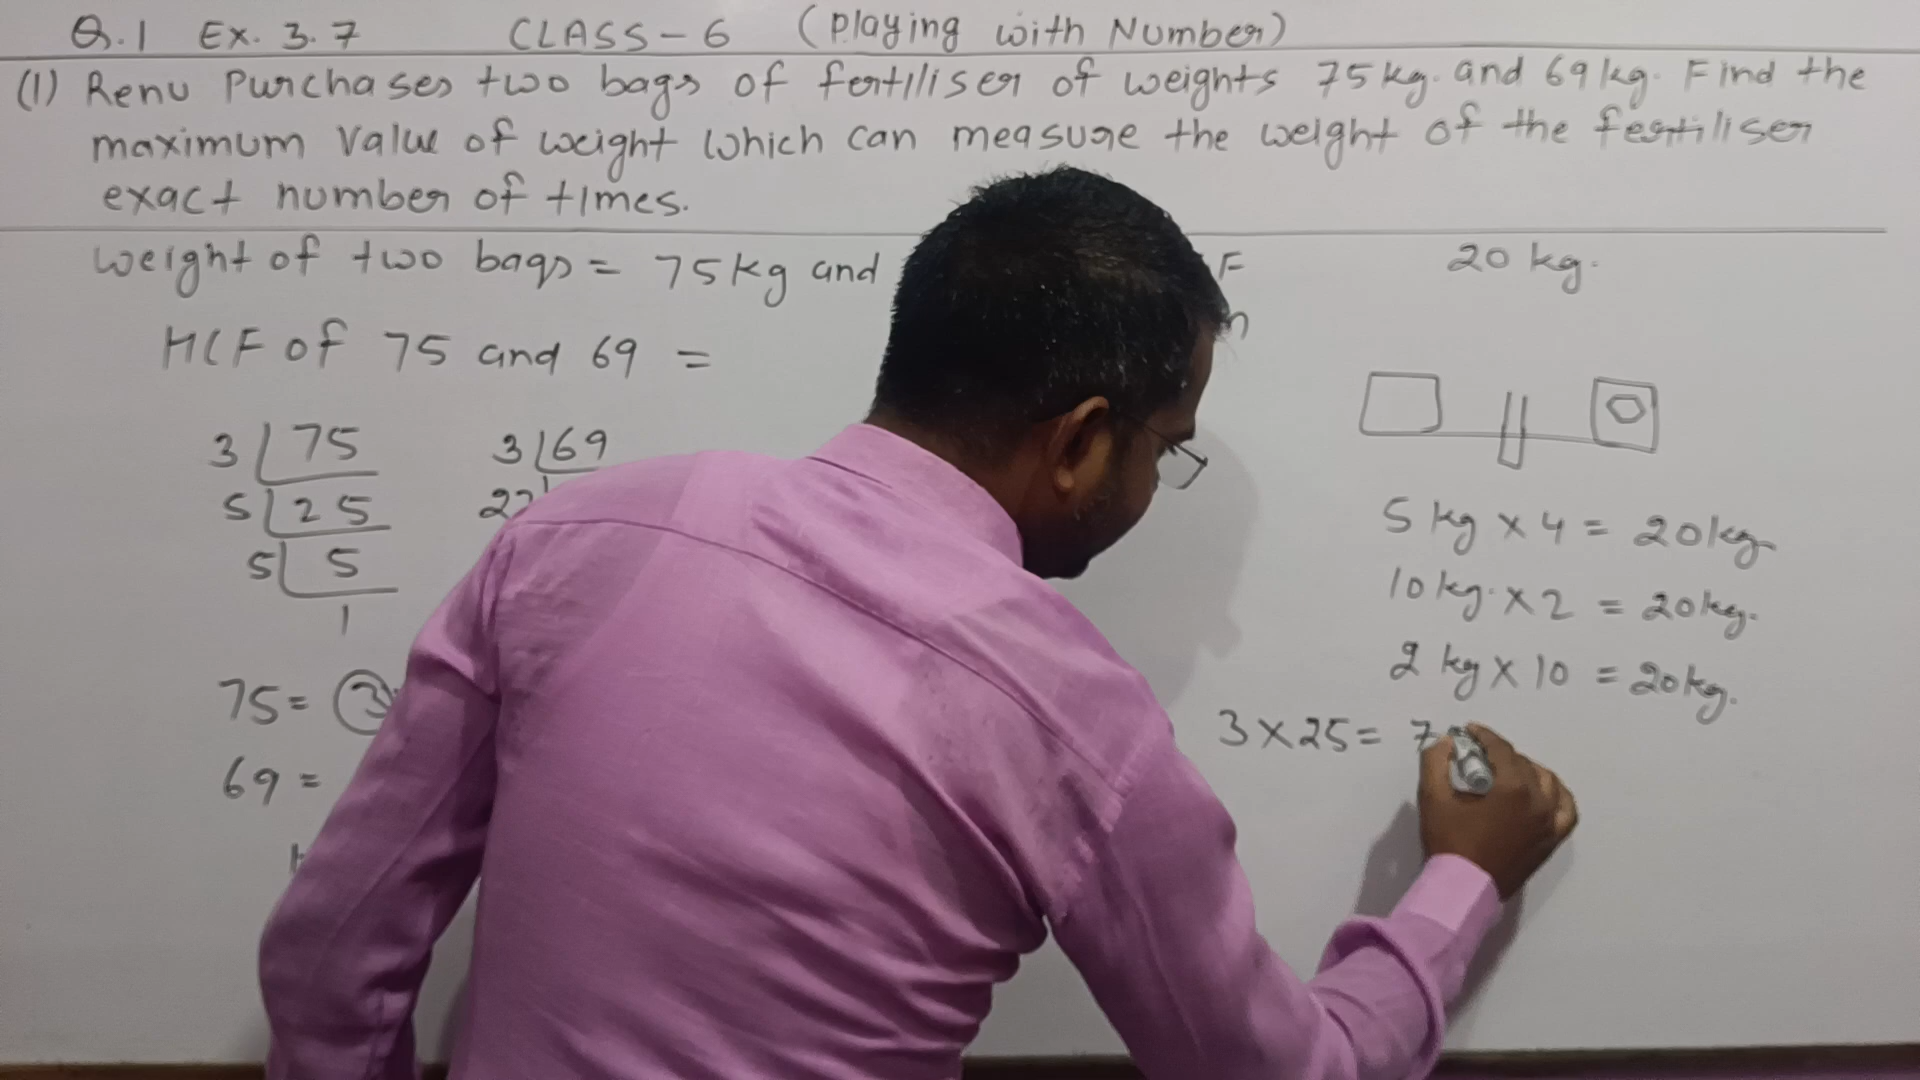 Q.1 Ex. 3.7 CLASS-6 (Playing with Number)
(1) Renu Purchases two bags of fertiliser of weights 75 kg. and 69 kg. Find the
maximum Value of weight which can measure the weight of the fertiliser
exact number of times.
weight of two bags = 75 kg and
F
20 kg.
HCF of 75 and 69 =
3 75
5 25
5 5
1
3 69
5 kg × 4 = 20 kg
10 kg. × 2 = 20 kg.
2 kg × 10 = 20 kg.
75 = 3
69 =
3 × 25 = 7